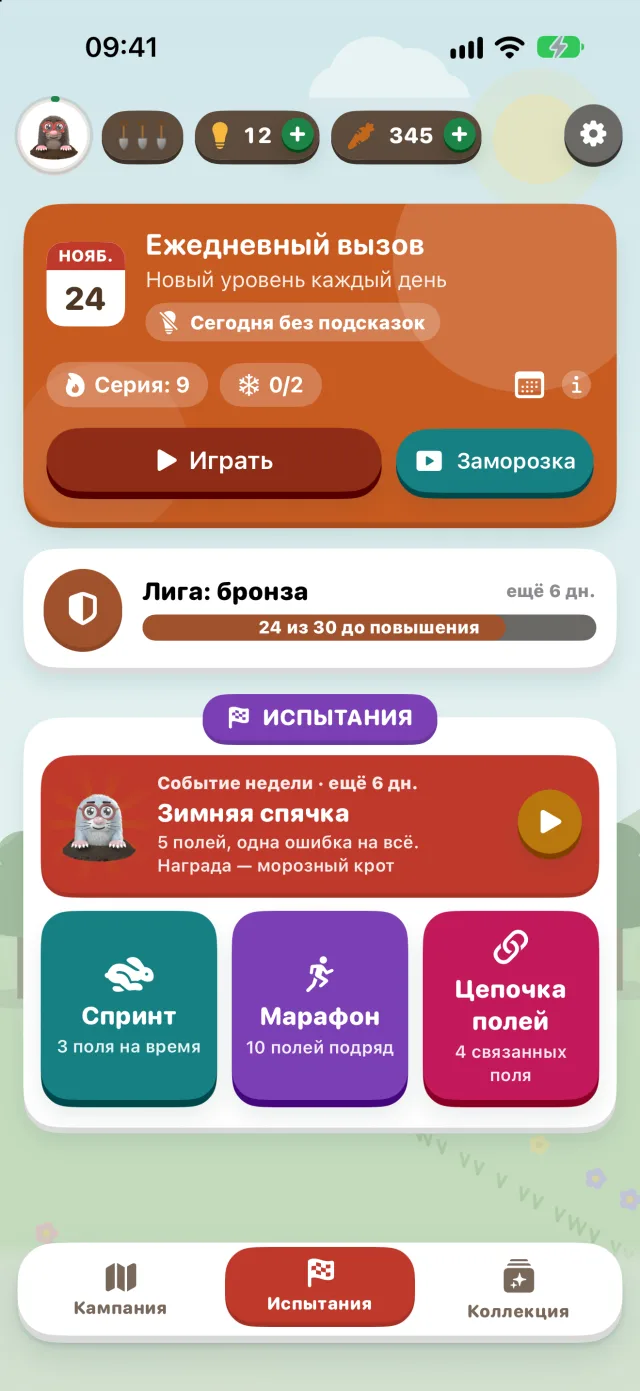 09:41
12
345
НОЯБ.
24
Ежедневный вызов
Новый уровень каждый день
Сегодня без подсказок
Серия: 9
0/2
Играть
Заморозка
Лига: бронза
ещё 6 дн.
24 из 30 до повышения
ИСПЫТАНИЯ
Событие недели · ещё 6 дн.
Зимняя спячка
5 полей, одна ошибка на всё.
Награда — морозный крот
Спринт
3 поля на время
Марафон
10 полей подряд
Цепочка
полей
4 связанных
поля
Кампания
Испытания
Коллекция